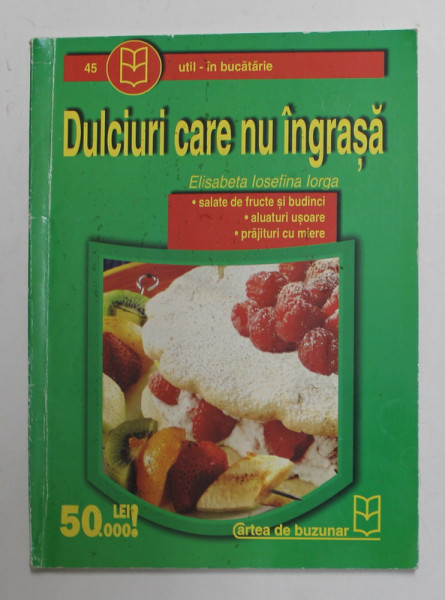 45
util - în bucătărie
Dulciuri care nu îngrașă
Elisabeta Iosefina Iorga
• salate de fructe și budinci
• aluaturi ușoare
• prăjituri cu miere
50.000! LEI
Cartea de buzunar